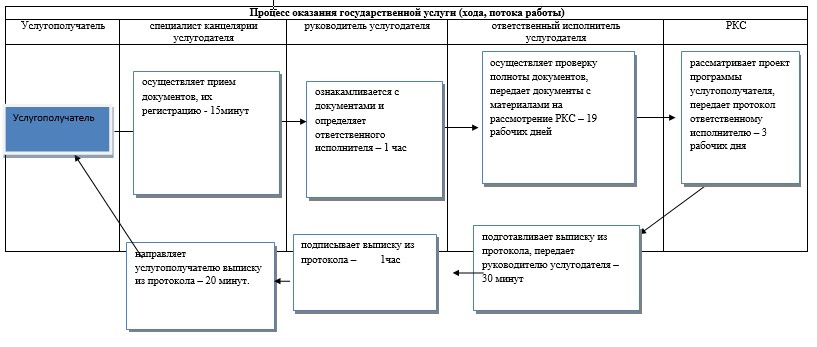 Процесс оказания государственной услуги (хода, потока работы)
Услугополучатель
специалист канцелярии
услугодателя
руководитель услугодателя
ответственный исполнитель
услугодателя
РКС
Услугополучатель
осуществляет прием
документов, их
регистрацию - 15минут
ознакамливается с
документами и
определяет
ответственного
исполнителя – 1 час
осуществляет проверку
полноты документов,
передает документы с
материалами на
рассмотрение РКС – 19
рабочих дней
рассматривает проект
программы
услугополучателя,
передает протокол
ответственному
исполнителю – 3
рабочих дня
направляет
услугополучателю выписку
из протокола – 20 минут.
подписывает выписку из
протокола – 1час
подготавливает выписку из
протокола, передает
руководителю услугодателя –
30 минут